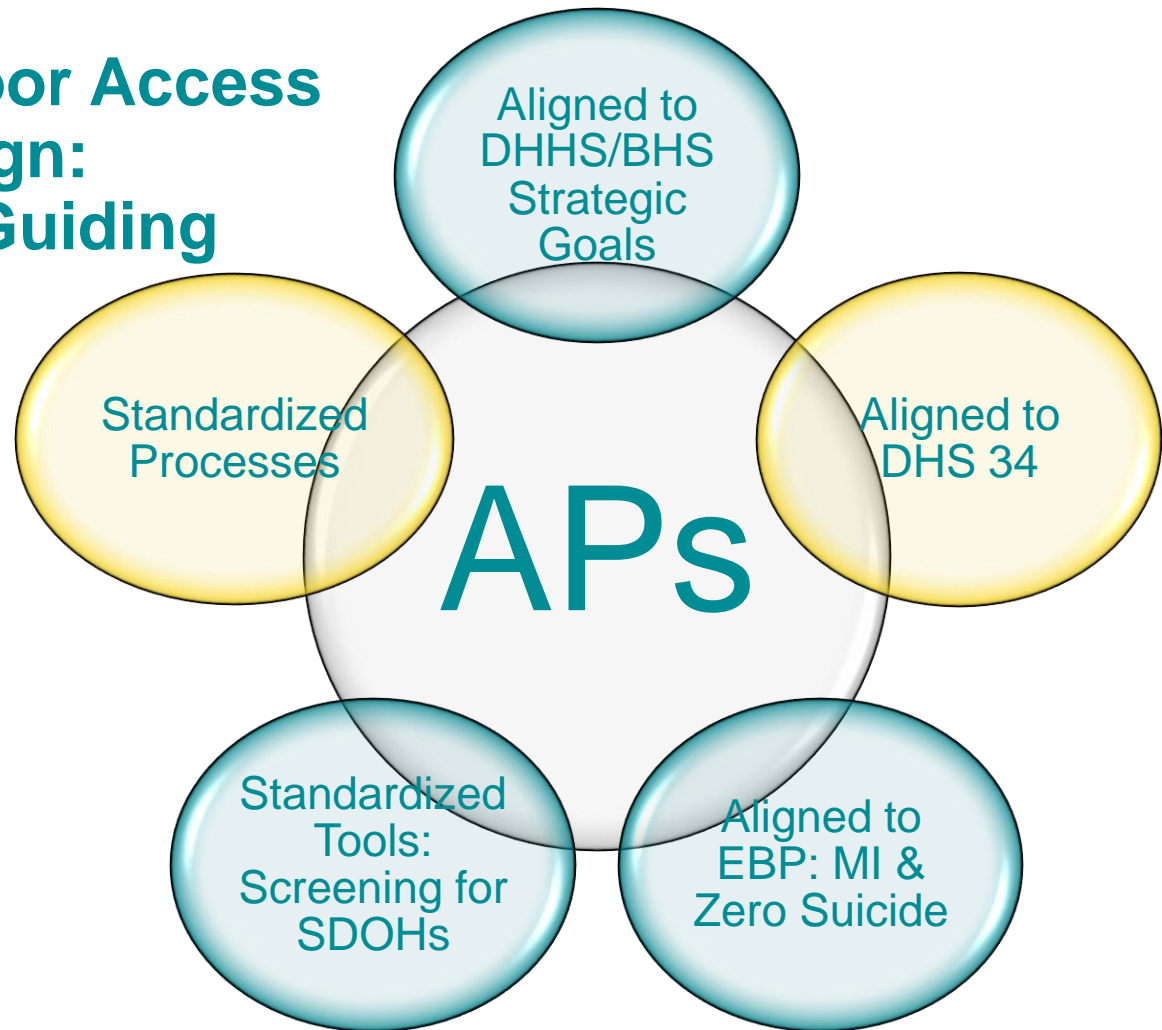 oor Access
gn:
Guiding
Aligned to
DHHS/BHS
Strategic
Goals
Standardized
Processes
Aligned to
DHS 34
APs
Standardized
Tools:
Screening for
SDOHs
Aligned to
EBP: MI &
Zero Suicide